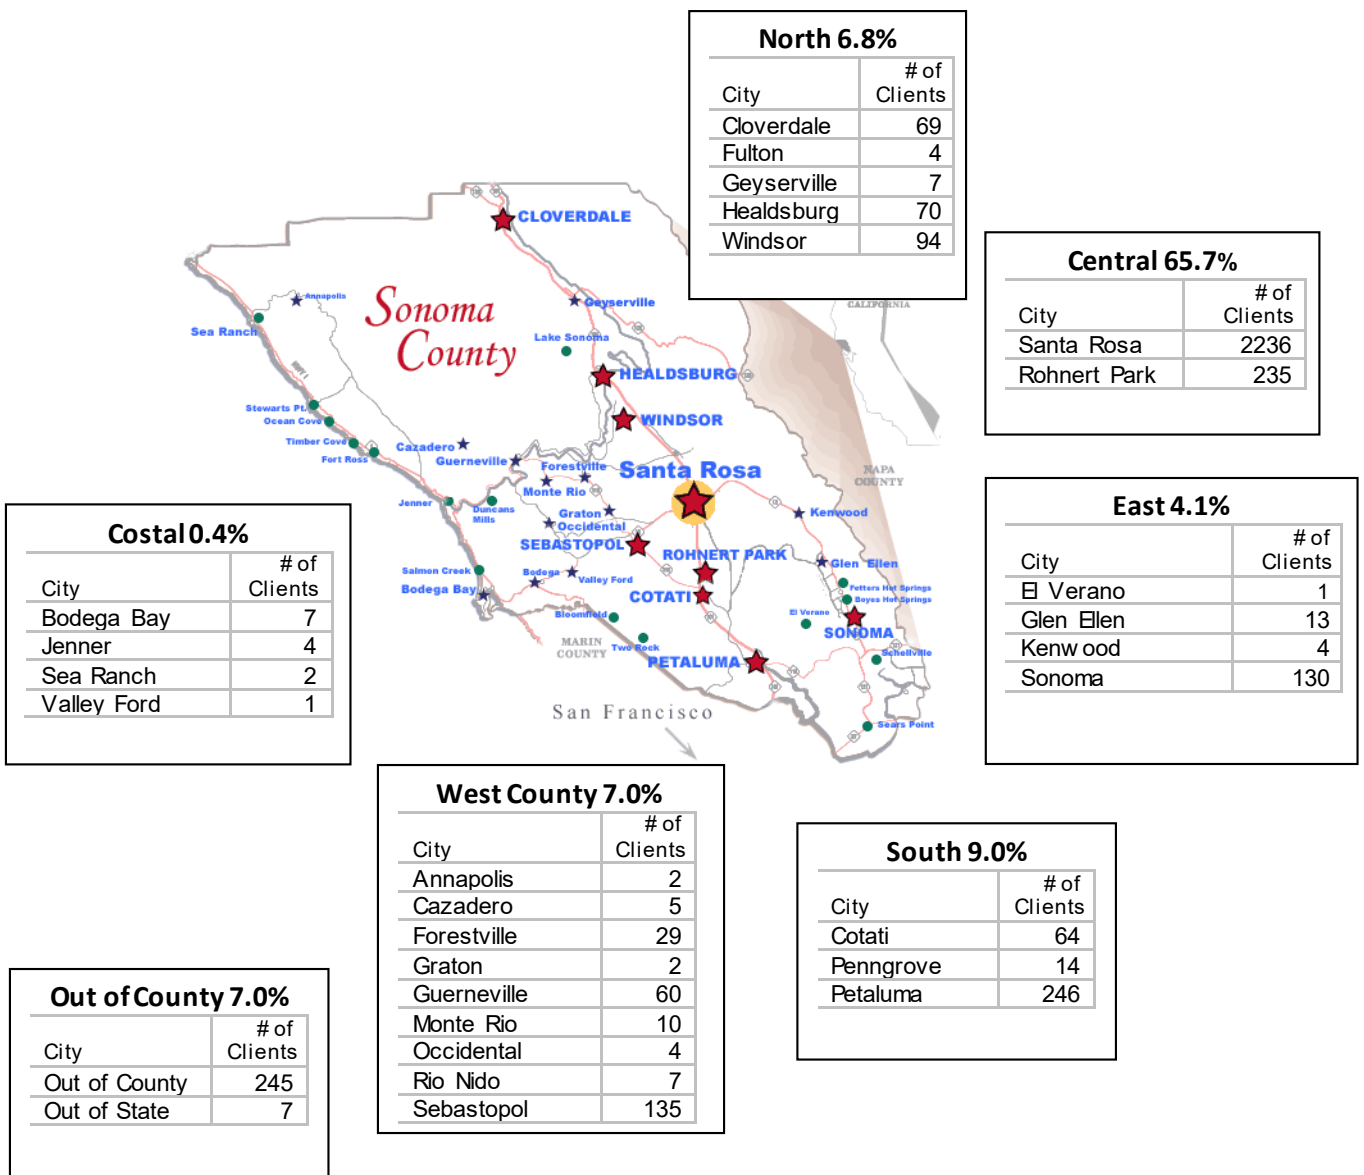 North 6.8%
# of
City Clients
Cloverdale 69
Fulton 4
Geyserville 7
Healdsburg 70
Windsor 94
Central 65.7%
# of
City Clients
Santa Rosa 2236
Rohnert Park 235
East 4.1%
# of
City Clients
El Verano 1
Glen Ellen 13
Kenwood 4
Sonoma 130
Costal 0.4%
# of
City Clients
Bodega Bay 7
Jenner 4
Sea Ranch 2
Valley Ford 1
West County 7.0%
# of
City Clients
Annapolis 2
Cazadero 5
Forestville 29
Graton 2
Guerneville 60
Monte Rio 10
Occidental 4
Rio Nido 7
Sebastopol 135
South 9.0%
# of
City Clients
Cotati 64
Penngrove 14
Petaluma 246
Out of County 7.0%
# of
City Clients
Out of County 245
Out of State 7
Sonoma
County
CLOVERDALE
Annapolis
Geyserville
CALIFORNIA
Sea Ranch
Lake Sonoma
HEALDSBURG
Stewarts Pt.
Ocean Cove
WINDSOR
Timber Cove
Cazadero
Fort Ross
Guerneville
Forestville
Santa Rosa
NAPA
COUNTY
Monte Rio
Jenner
Duncans
Mills
Graton
Occidental
Kenwood
SEBASTOPOL
ROHNERT PARK
Glen Ellen
Salmon Creek
Bodega
Valley Ford
Bodega Bay
Fetters Hot Springs
Boyes Hot Springs
COTATI
El Verano
Bloomfield
SONOMA
MARIN
COUNTY
Two Rock
PETALUMA
Schellville
San Francisco
Sears Point